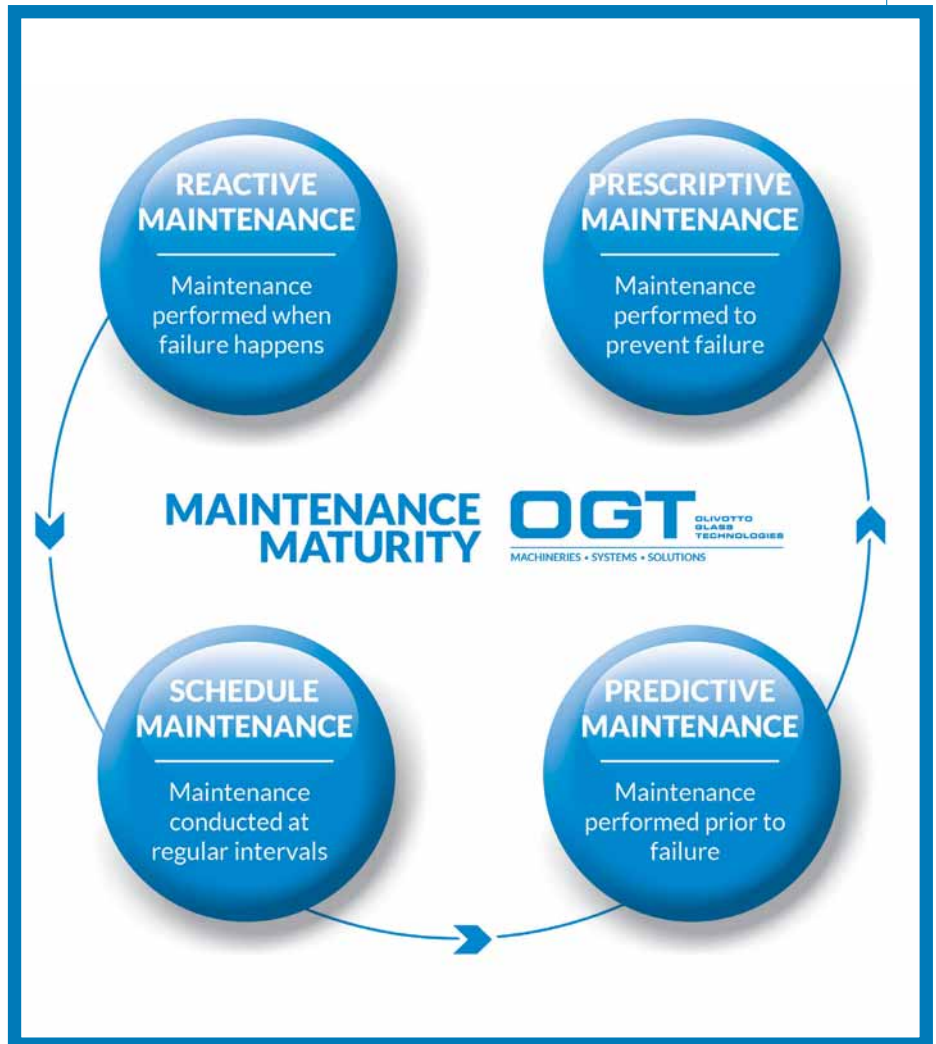 REACTIVE
MAINTENANCE
Maintenance
performed when
failure happens
PRESCRIPTIVE
MAINTENANCE
Maintenance
performed to
prevent failure
MAINTENANCE
MATURITY
OGT
OLIVOTTO
GLASS
TECHNOLOGIES
MACHINERIES • SYSTEMS • SOLUTIONS
SCHEDULE
MAINTENANCE
Maintenance
conducted at
regular intervals
PREDICTIVE
MAINTENANCE
Maintenance
performed prior to
failure